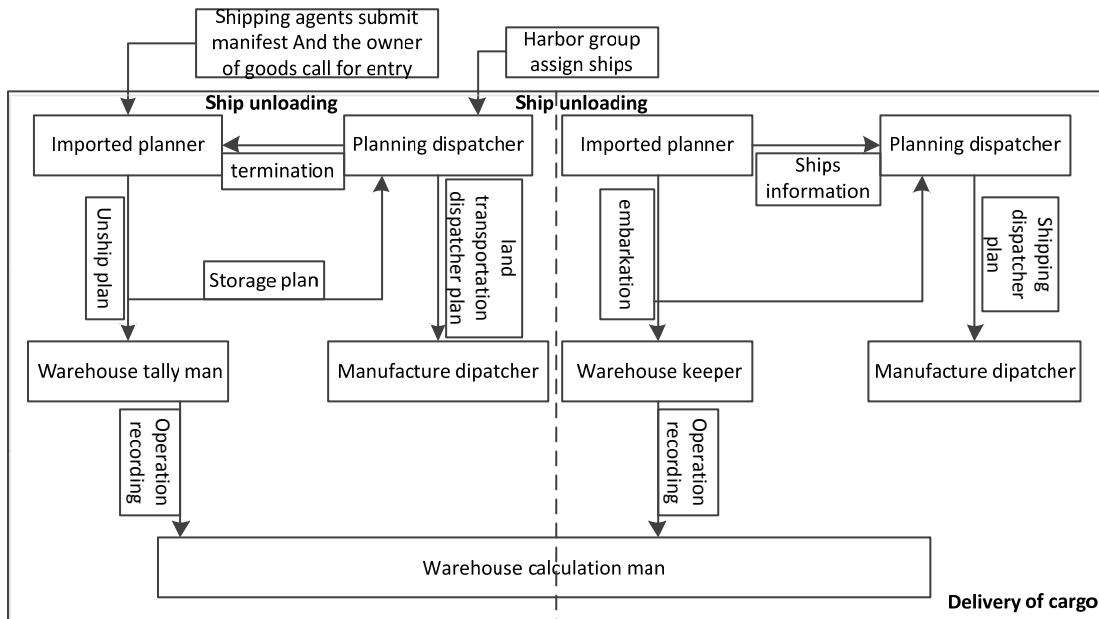 Shipping agents submit
manifest And the owner
of goods call for entry
Harbor group
assign ships
Ship unloading
Ship unloading
Imported planner
Planning dispatcher
Imported planner
Planning dispatcher
termination
Ships
information
Unship plan
land
transportation
dispatcher plan
embarkation
Shipping
dispatcher
plan
Storage plan
Warehouse tally man
Manufacture dipatcher
Warehouse keeper
Manufacture dipatcher
Operation
recording
Operation
recording
Warehouse calculation man
Delivery of cargo